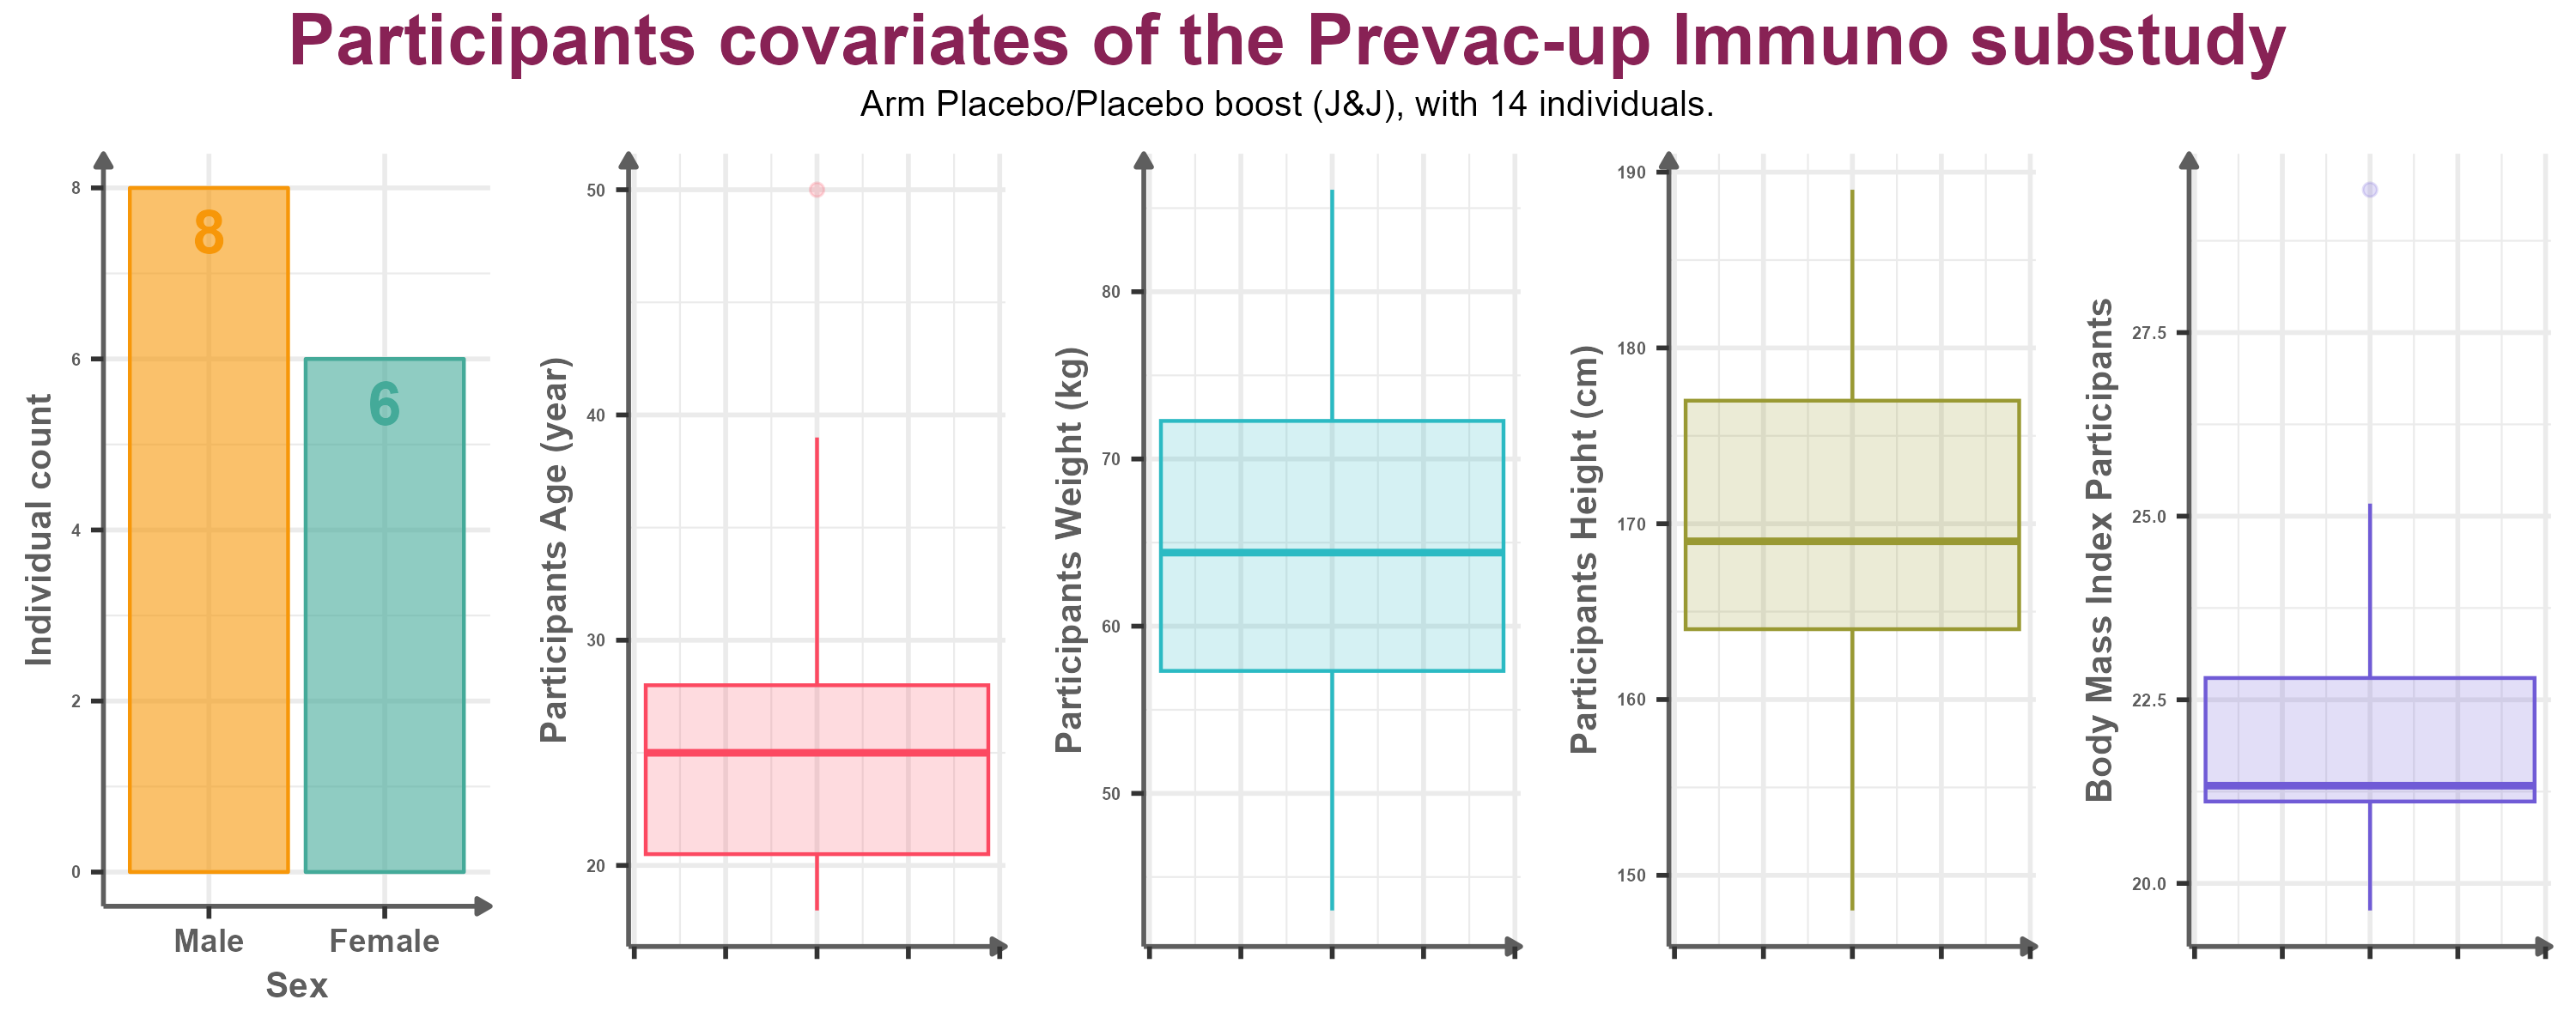 Participants covariates of the Prevac-up Immuno substudy
Arm Placebo/Placebo boost (J&J), with 14 individuals.
Individual count
8
6
4
2
0
8
6
Male
Female
Sex
Participants Age (year)
50
40
30
20
Participants Weight (kg)
80
70
60
50
Participants Height (cm)
190
180
170
160
150
Body Mass Index Participants
27.5
25.0
22.5
20.0